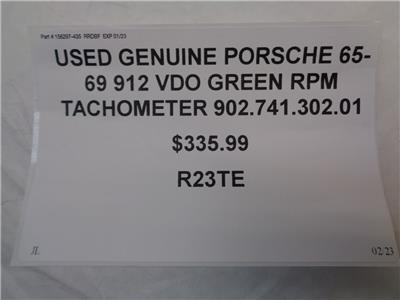 Part # 156297-435 RRDBF EXP 01/23
USED GENUINE PORSCHE 65-
69 912 VDO GREEN RPM
TACHOMETER 902.741.302.01
$335.99
R23TE
JL
02/23